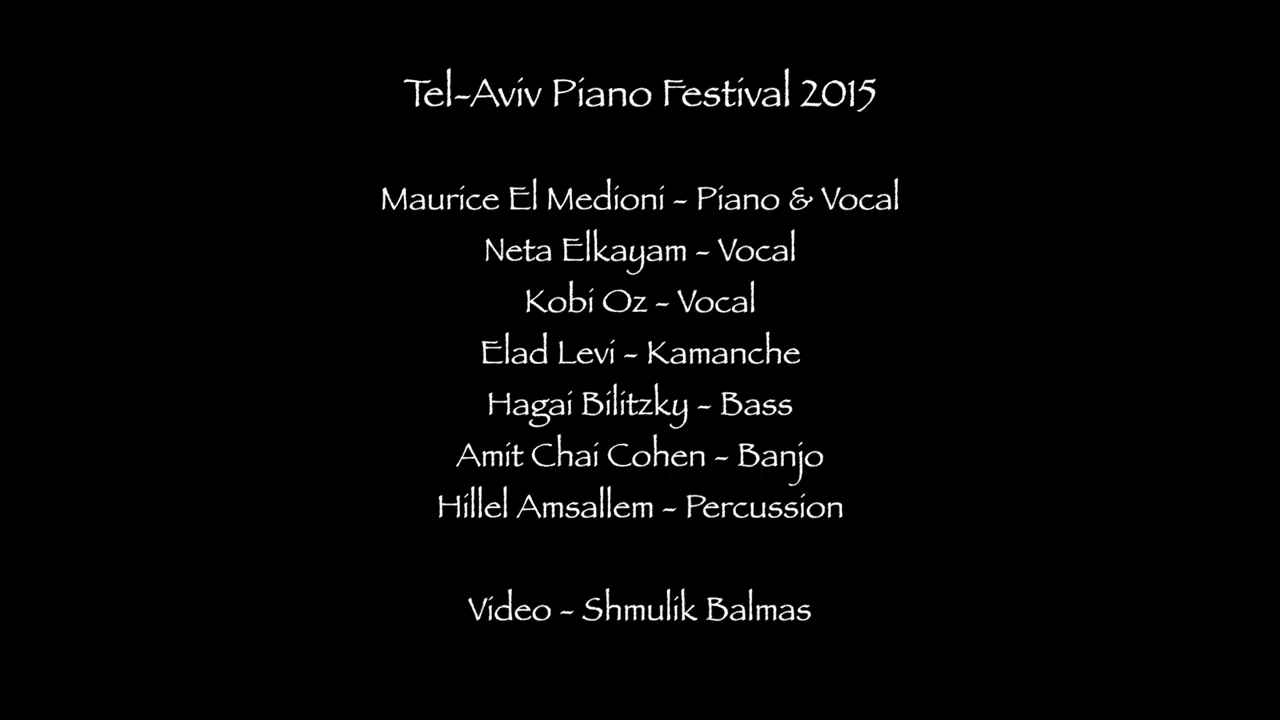 Tel-Aviv Piano Festival 2015
Maurice El Medioni - Piano & Vocal
Neta Elkayam - Vocal
Kobi Oz - Vocal
Elad Levi - Kamanche
Hagai Bilitzky - Bass
Amit Chai Cohen - Banjo
Hillel Amsallem - Percussion
Video - Shmulik Balmas